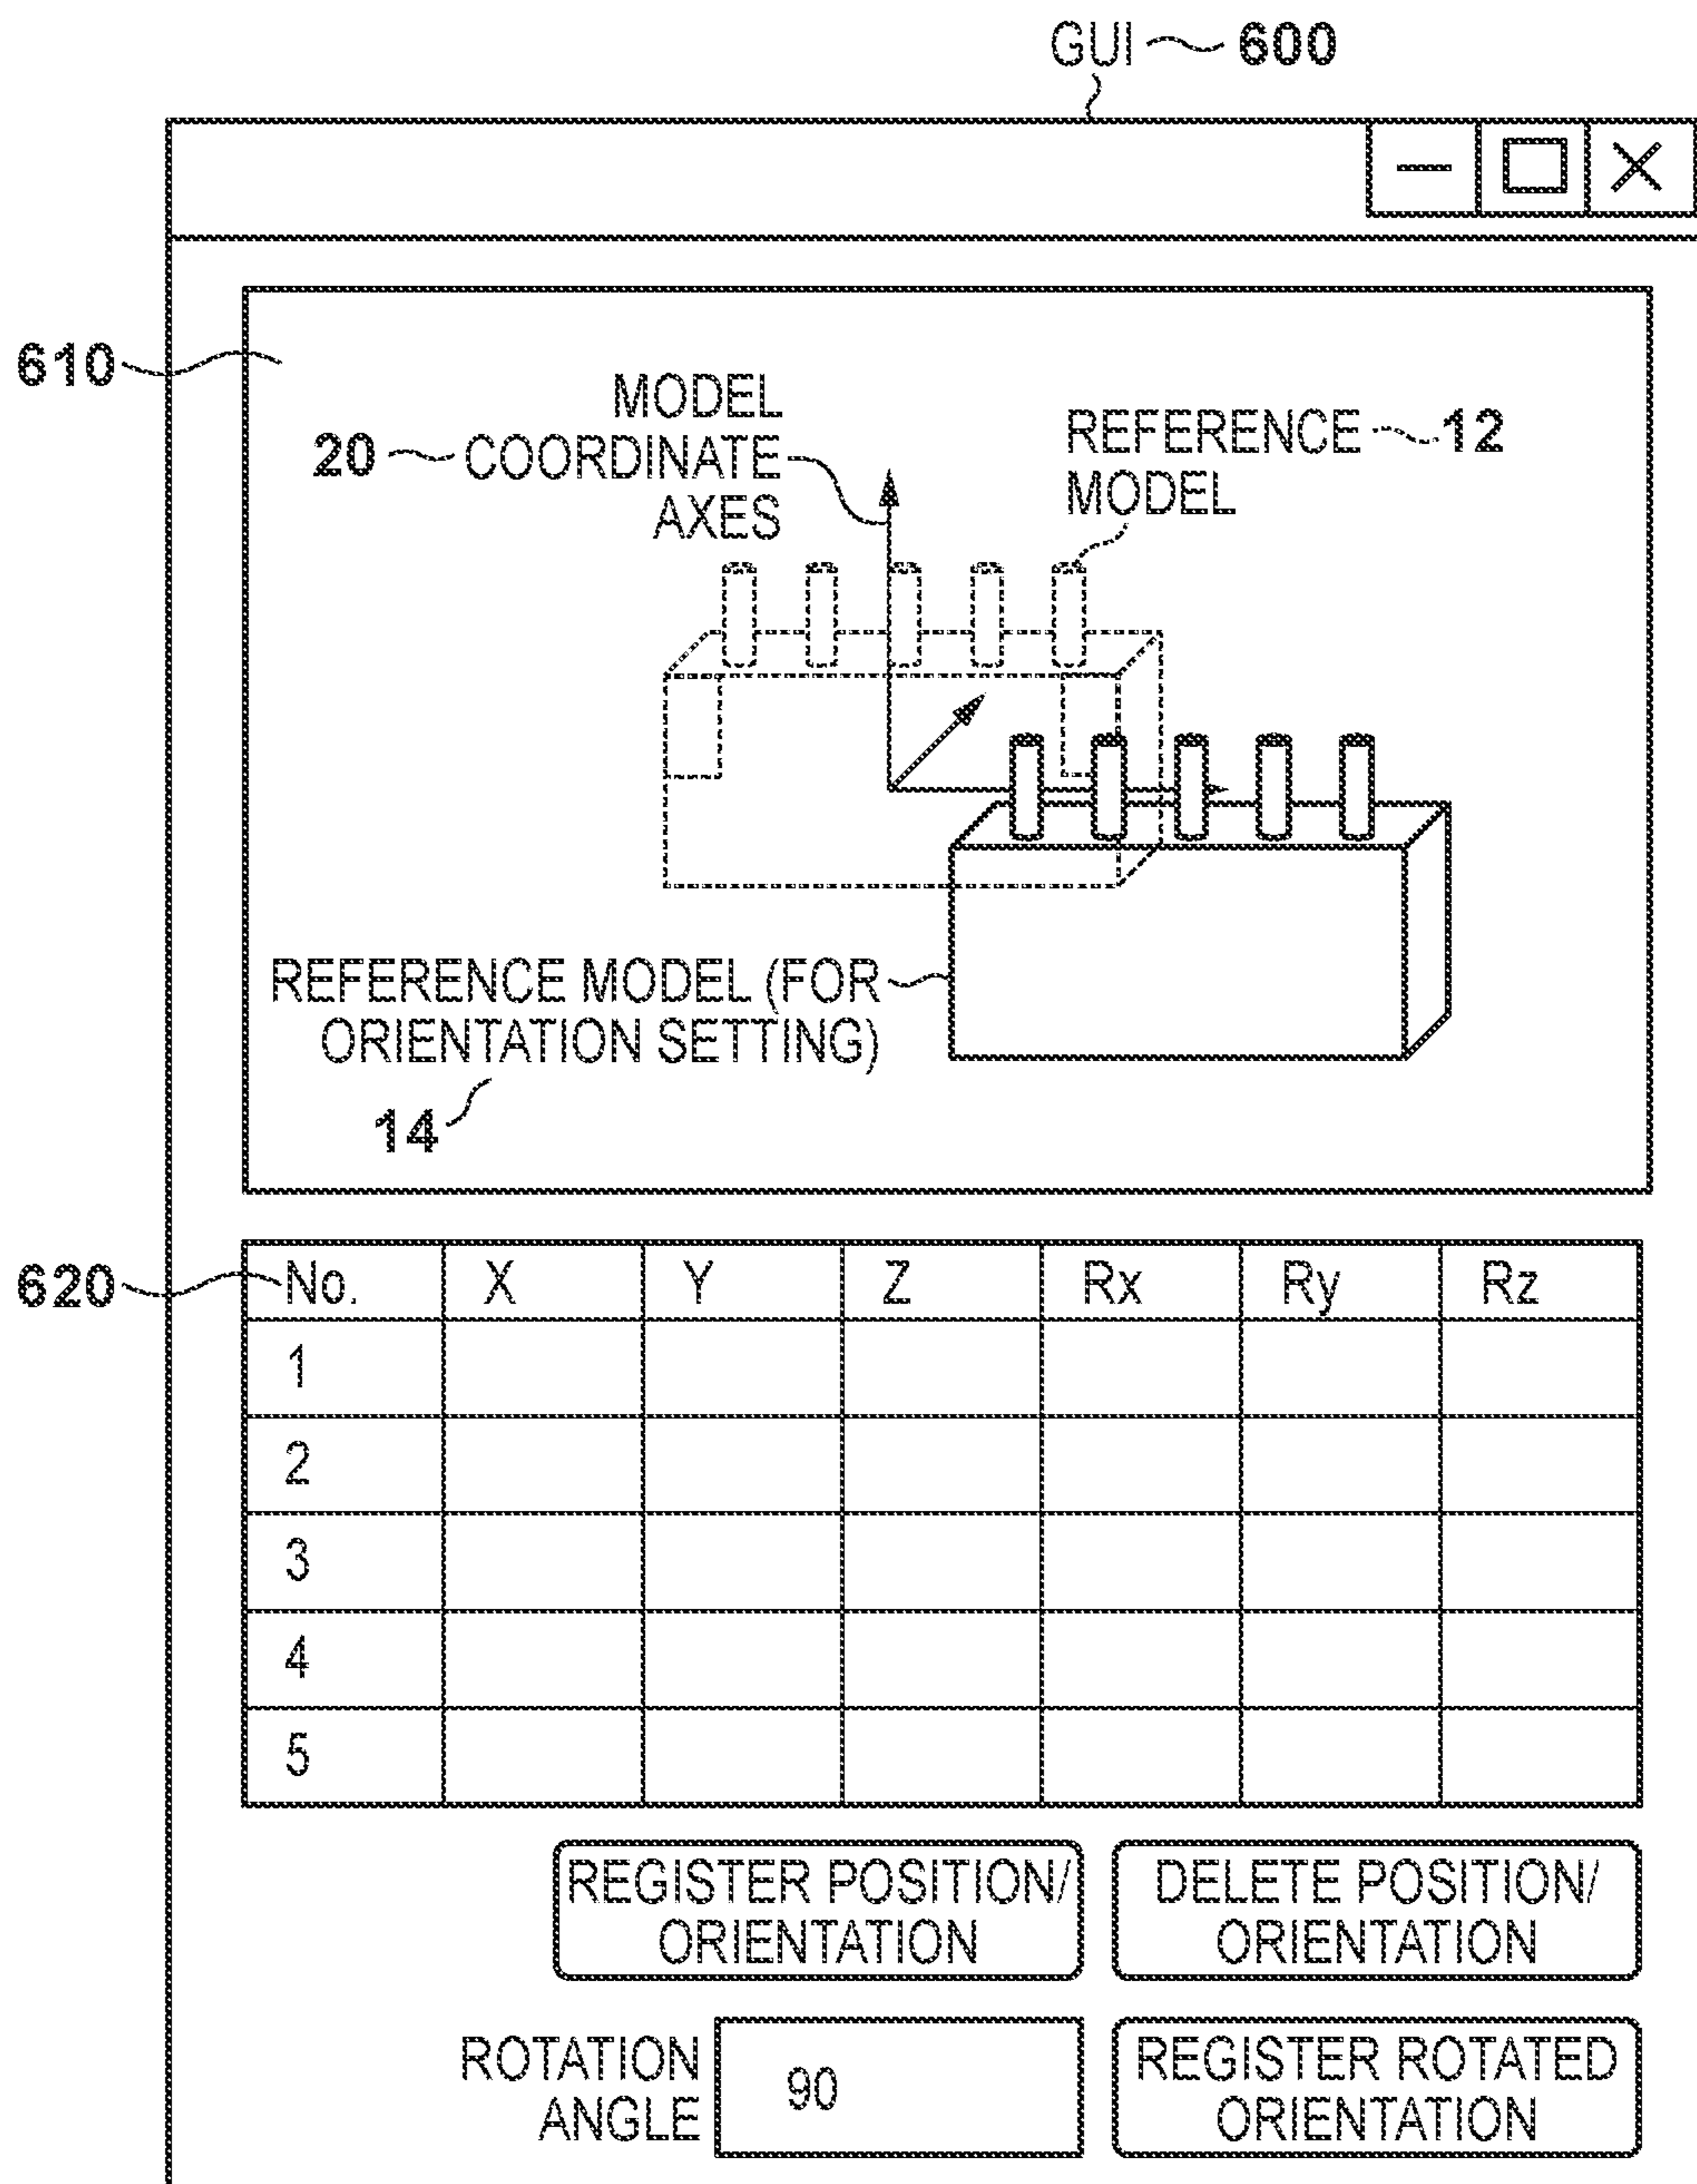 GUI 600
610
MODEL
20 COORDINATE
AXES
REFERENCE 12
MODEL
REFERENCE MODEL (FOR
ORIENTATION SETTING)
14
620
No. X Y Z Rx Ry Rz
1
2
3
4
5
REGISTER POSITION/
ORIENTATION
DELETE POSITION/
ORIENTATION
ROTATION
ANGLE
90
REGISTER ROTATED
ORIENTATION